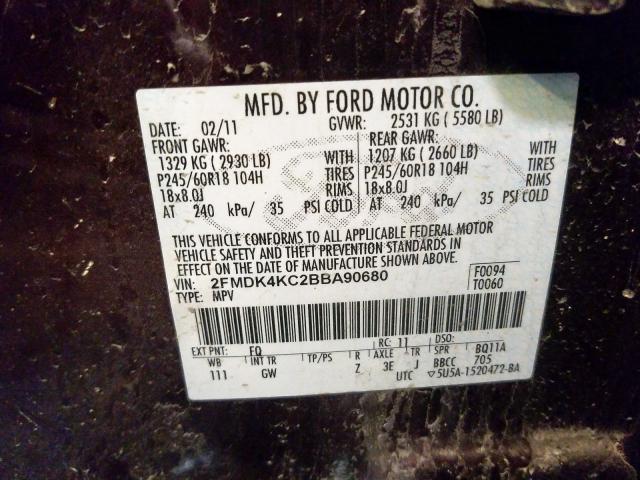 MFD. BY FORD MOTOR CO.
DATE: 02/11 GVWR: 2531 KG ( 5580 LB)
FRONT GAWR: REAR GAWR:
1329 KG ( 2930 LB) WITH 1207 KG ( 2660 LB) WITH
P245/60R18 104H TIRES P245/60R18 104H TIRES
18x8.0J RIMS 18x8.0J RIMS
AT 240 kPa/ 35 PSI COLD AT 240 kPa/ 35 PSI COLD
THIS VEHICLE CONFORMS TO ALL APPLICABLE FEDERAL MOTOR
VEHICLE SAFETY AND THEFT PREVENTION STANDARDS IN
EFFECT ON THE DATE OF MANUFACTURE SHOWN ABOVE.
VIN: 2FMDK4KC2BBA90680 F0094
TYPE: MPV T0060
EXT PNT: FQ RC: 11 DSO:
WB INT TR TP/PS R AXLE TR SPR BQ11A
111 GW Z 3E J BBCC 705
UTC ▽5U5A-1520472-BA